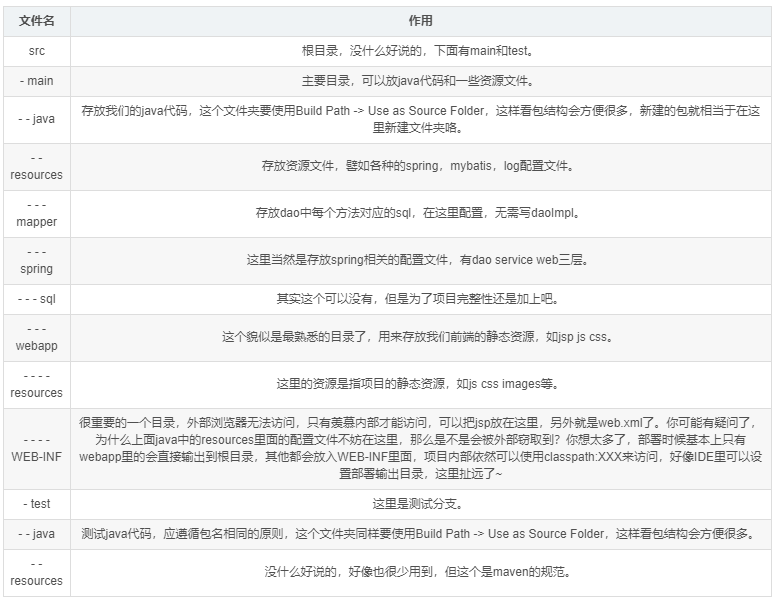 文件名 作用
src 根目录，没什么好说的，下面有main和test。
- main 主要目录，可以放java代码和一些资源文件。
- - java 存放我们的java代码，这个文件夹要使用Build Path -> Use as Source Folder，这样看包结构会方便很多，新建的包就相当于在这
里新建文件夹咯。
- -
resources 存放资源文件，譬如各种的spring，mybatis，log配置文件。
- - -
mapper 存放dao中每个方法对应的sql，在这里配置，无需写daoImpl。
- - -
spring 这里当然是存放spring相关的配置文件，有dao service web三层。
- - - sql 其实这个可以没有，但是为了项目完整性还是加上吧。
- - -
webapp 这个貌似是最熟悉的目录了，用来存放我们前端的静态资源，如jsp js css。
- - - -
resources 这里的资源是指项目的静态资源，如js css images等。
- - - -
WEB-INF 很重要的一个目录，外部浏览器无法访问，只有羡慕内部才能访问，可以把jsp放在这里，另外就是web.xml了。你可能有疑问了，
为什么上面java中的resources里面的配置文件不妨在这里，那么是不是会被外部窃取到？你想太多了，部署时候基本上只有
webapp里的会直接输出到根目录，其他都会放入WEB-INF里面，项目内部依然可以使用classpath:XXX来访问，好像IDE里可以设
置部署输出目录，这里扯远了~
- test 这里是测试分支。
- - java 测试java代码，应遵循包名相同的原则，这个文件夹同样要使用Build Path -> Use as Source Folder，这样看包结构会方便很多。
- -
resources 没什么好说的，好像也很少用到，但这个是maven的规范。